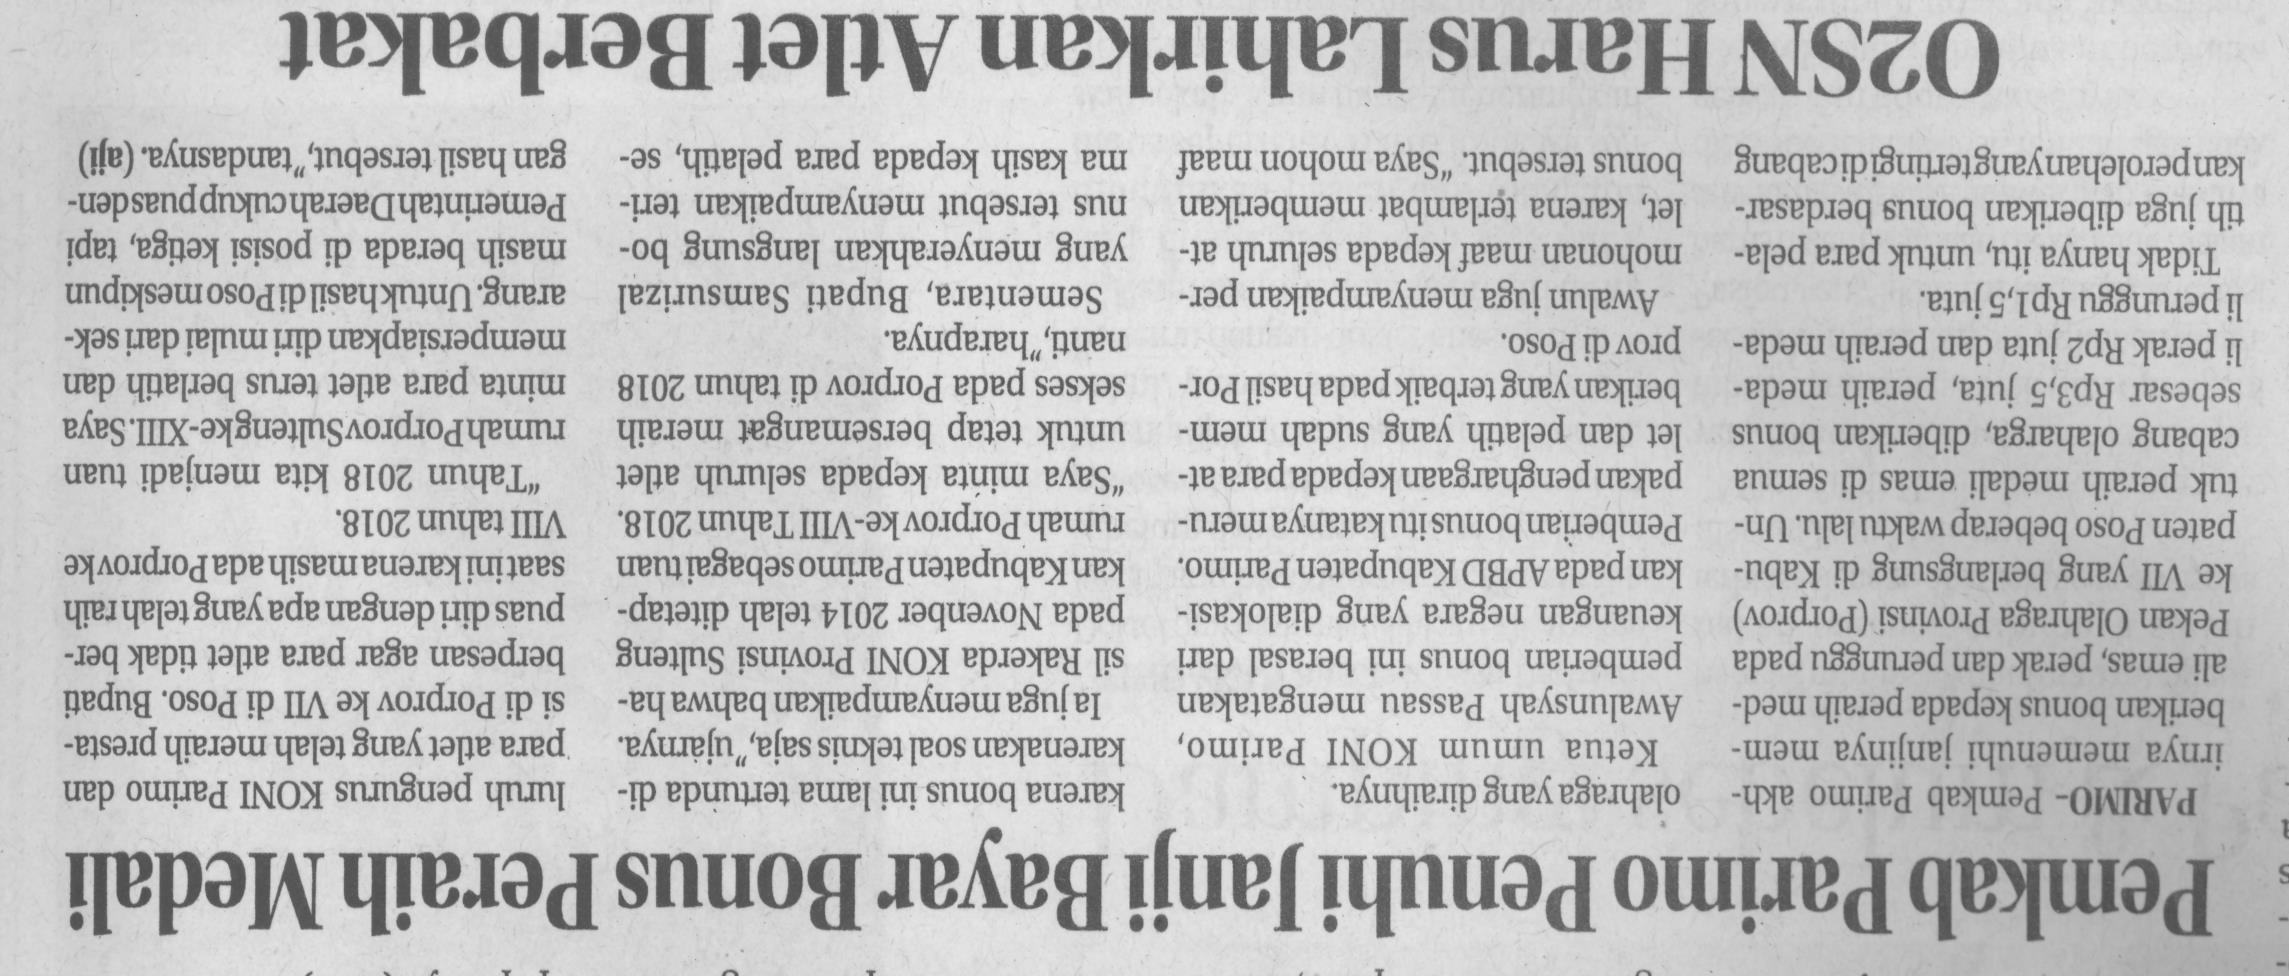 Pemkab Parimo Penuhi Janji Bayar Bonus Peraih Medali
PARIMO- Pemkab Parimo akh-
irnya memenuhi janjinya mem-
berikan bonus kepada peraih med-
ali emas, perak dan perunggu pada
Pekan Olahraga Provinsi (Porprov)
ke VII yang berlangsung di Kabu-
paten Poso beberap waktu lalu. Un-
tuk peraih medali emas di semua
cabang olaharga, diberikan bonus
sebesar Rp3,5 juta, peraih meda-
li perak Rp2 juta dan peraih meda-
li perunggu Rp1,5 juta.
Tidak hanya itu, untuk para pela-
tih juga diberikan bonus berdasar-
kan perolehan yang tertingi di cabang
olahraga yang diraihnya.
Ketua umum KONI Parimo,
Awalunsyah Passau mengatakan
pemberian bonus ini berasal dari
keuangan negara yang dialokasi-
kan pada APBD Kabupaten Parimo.
Pemberian bonus itu katanya meru-
pakan penghargaan kepada para at-
let dan pelatih yang sudah mem-
berikan yang terbaik pada hasil Por-
prov di Poso.
Awalun juga menyampaikan per-
mohonan maaf kepada seluruh at-
let, karena terlambat memberikan
bonus tersebut. "Saya mohon maaf
karena bonus ini lama tertunda di-
karenakan soal teknis saja," ujarnya.
Ia juga menyampaikan bahwa ha-
sil Rakerda KONI Provinsi Sulteng
pada November 2014 telah ditetap-
kan Kabupaten Parimo sebagai tuan
rumah Porprov ke-VIII Tahun 2018.
"Saya minta kepada seluruh atlet
untuk tetap bersemangat meraih
sekses pada Porprov di tahun 2018
nanti," harapnya.
Sementara, Bupati Samsurizal
yang menyerahkan langsung bo-
nus tersebut menyampaikan teri-
ma kasih kepada para pelatih, se-
luruh pengurus KONI Parimo dan
para atlet yang telah meraih presta-
si di Porprov ke VII di Poso. Bupati
berpesan agar para atlet tidak ber-
puas diri dengan apa yang telah raih
saat ini karena masih ada Porprov ke
VIII tahun 2018.
"Tahun 2018 kita menjadi tuan
rumah Porprov Sulteng ke-XIII. Saya
minta para atlet terus berlatih dan
mempersiapkan diri mulai dari sek-
arang. Untuk hasil di Poso meskipun
masih berada di posisi ketiga, tapi
Pemerintah Daerah cukup puas den-
gan hasil tersebut," tandasnya. (aji)
O2SN Harus Lahirkan Atlet Berbakat